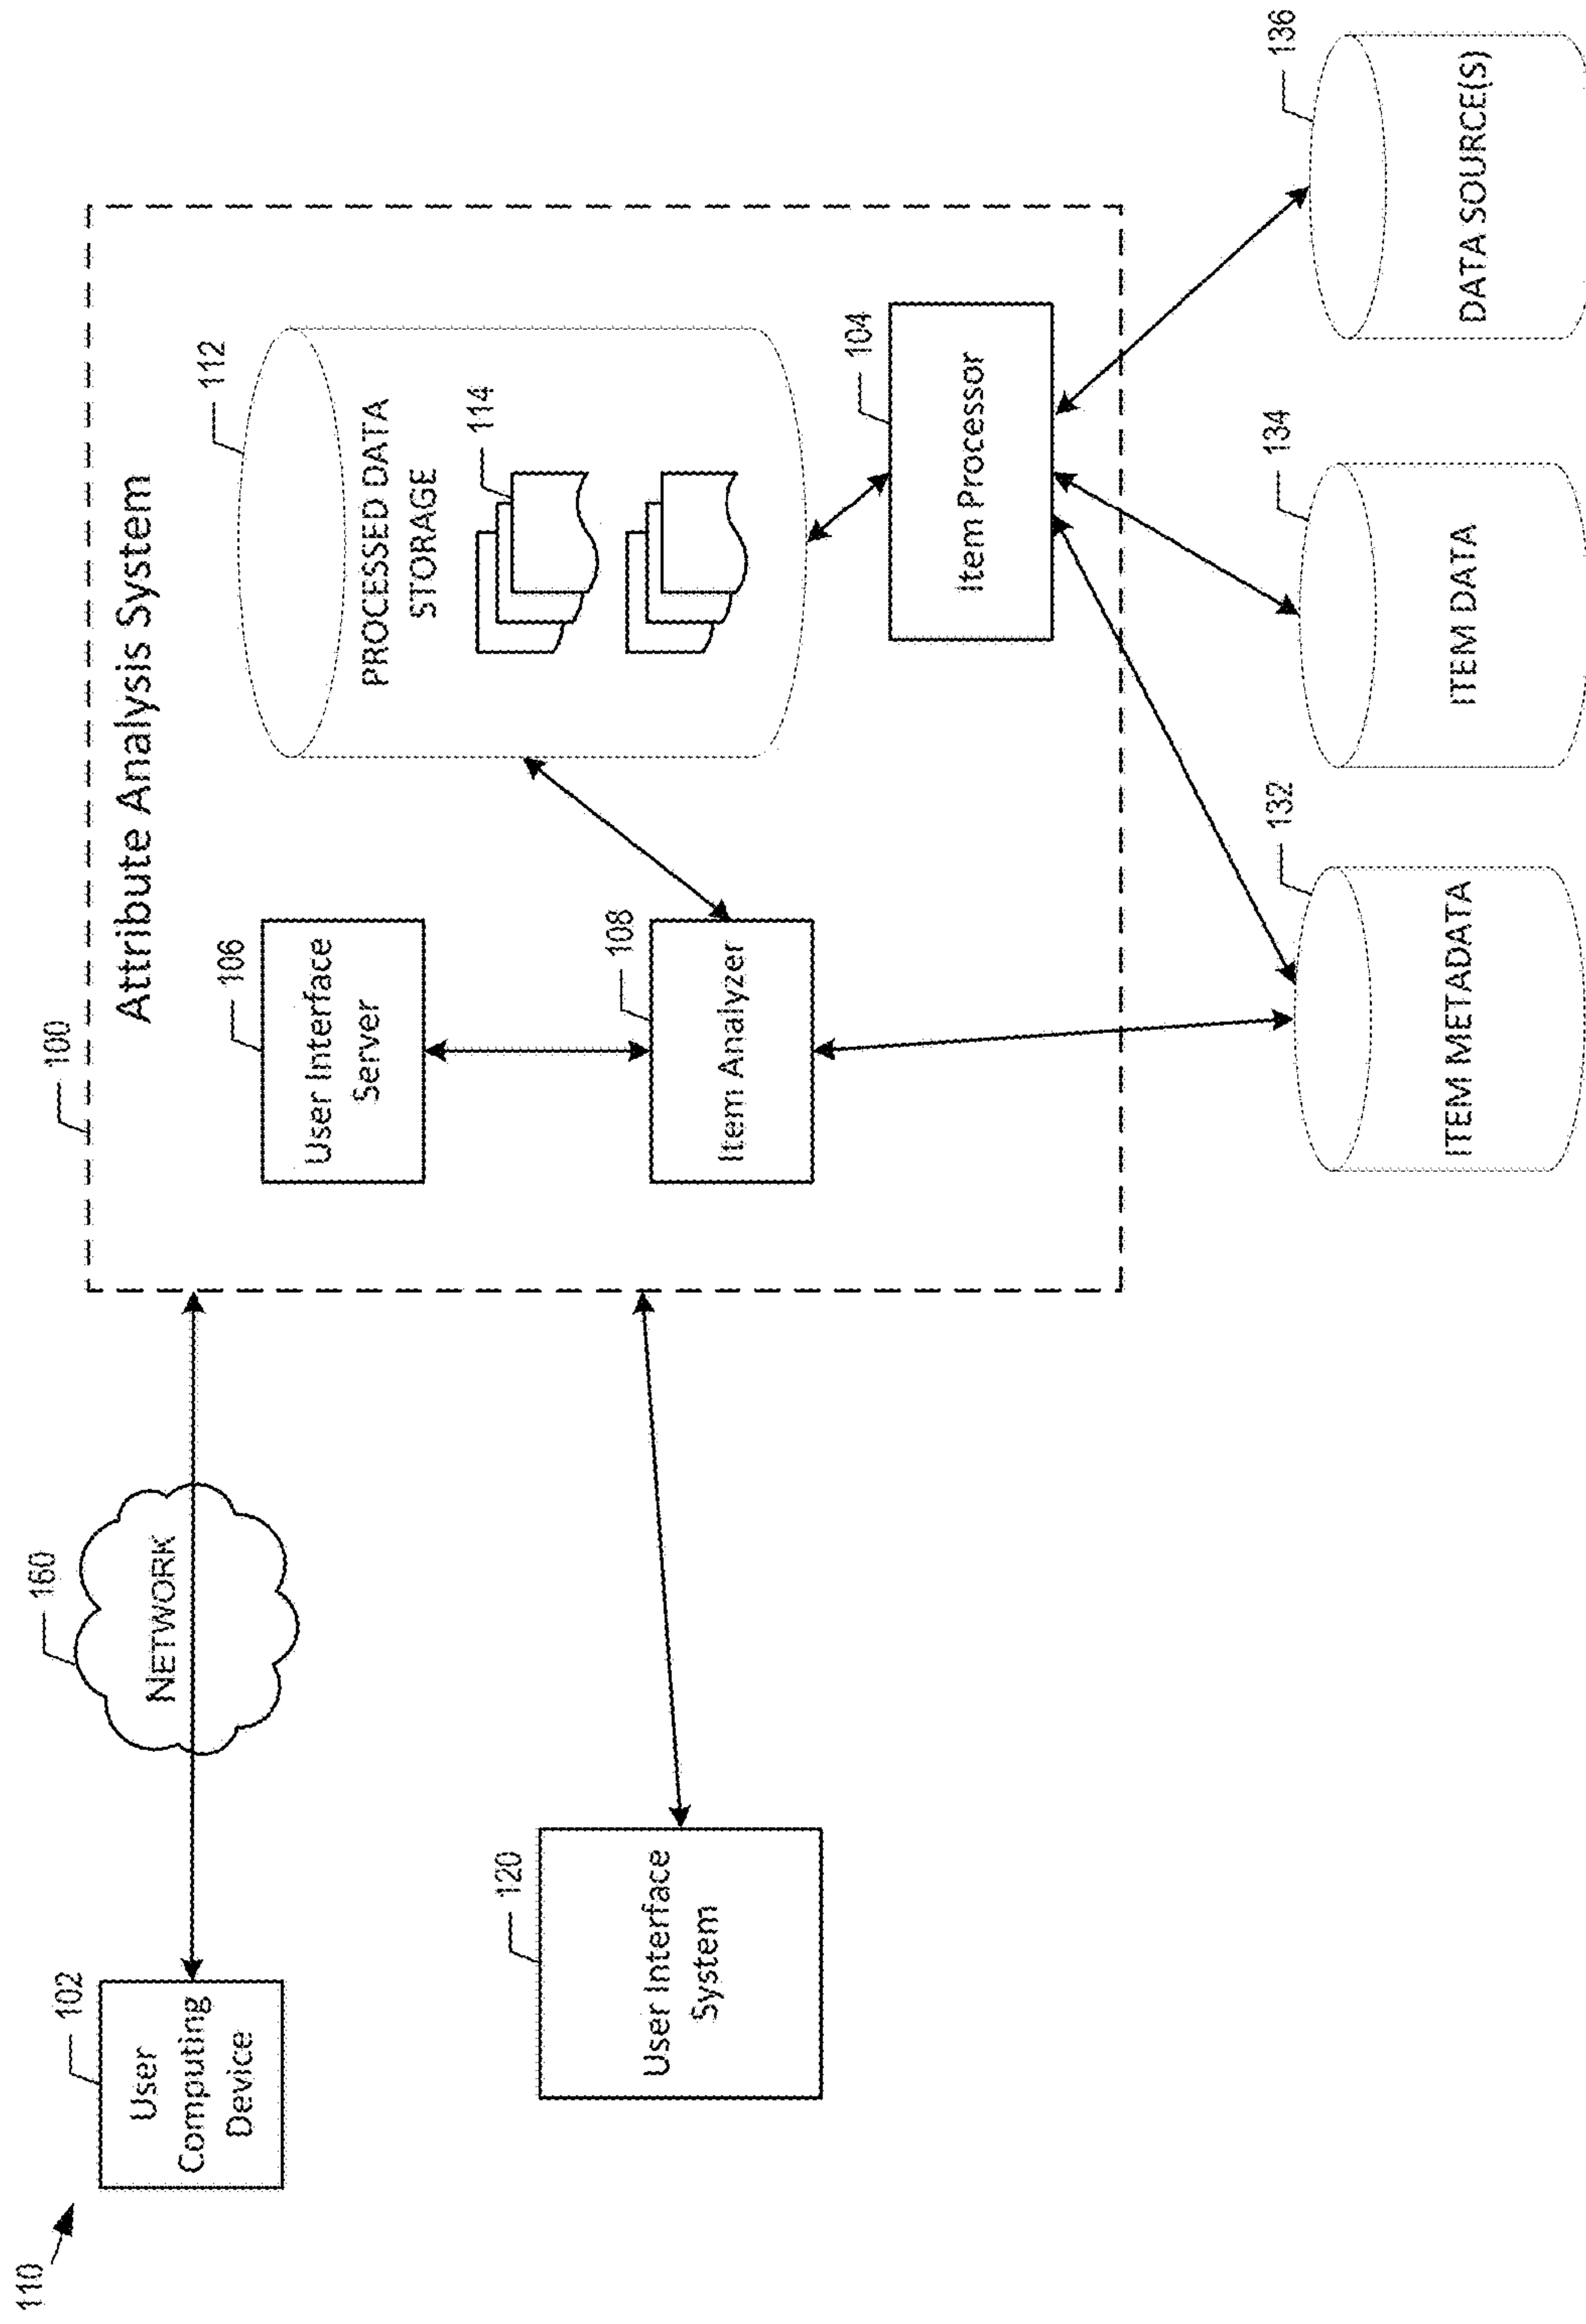 110
102
User
Computing
Device
160
NETWORK
100
Attribute Analysis System
106
User Interface
Server
112
PROCESSED DATA
STORAGE
114
120
User Interface
System
108
Item Analyzer
104
Item Processor
132
ITEM METADATA
134
ITEM DATA
136
DATA SOURCE(S)